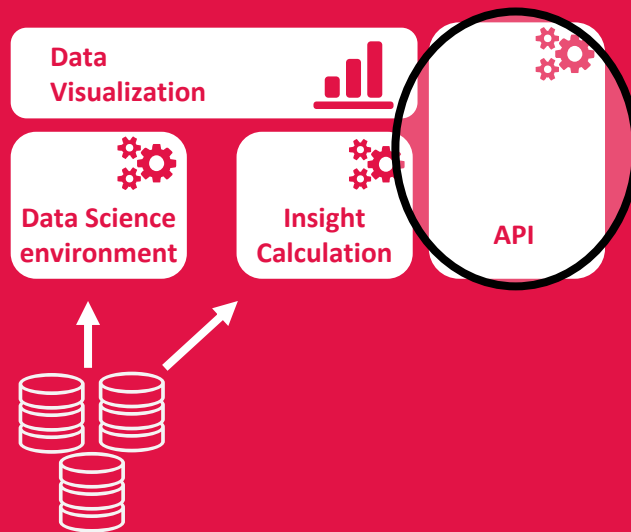 Data
Visualization
Data Science
environment
Insight
Calculation
API